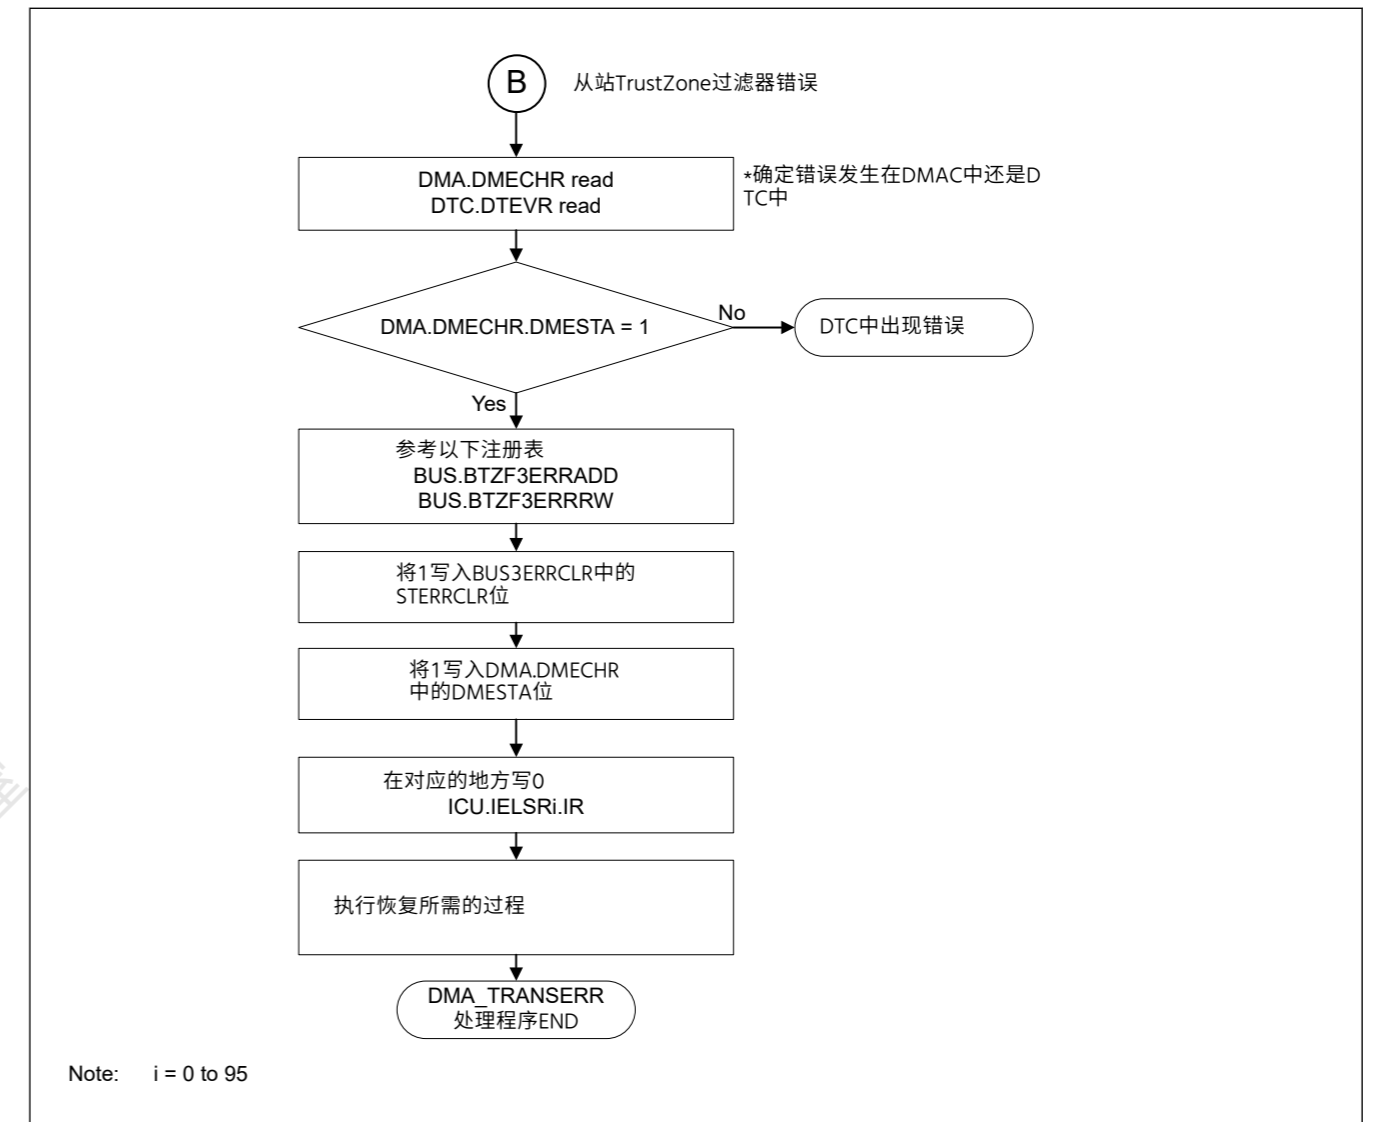 B
从站TrustZone过滤器错误
DMA.DMECHR read
DTC.DTEVR read
*确定错误发生在DMAC中还是D
TC中
DMA.DMECHR.DMESTA = 1
No
DTC中出现错误
Yes
参考以下注册表
BUS.BTZF3ERRADD
BUS.BTZF3ERRRW
将1写入BUS3ERRCLR中的
STERRCLR位
将1写入DMA.DMECHR
中的DMESTA位
在对应的地方写0
ICU.IELSRi.IR
执行恢复所需的过程
DMA_TRANSERR
处理程序END
Note: i = 0 to 95